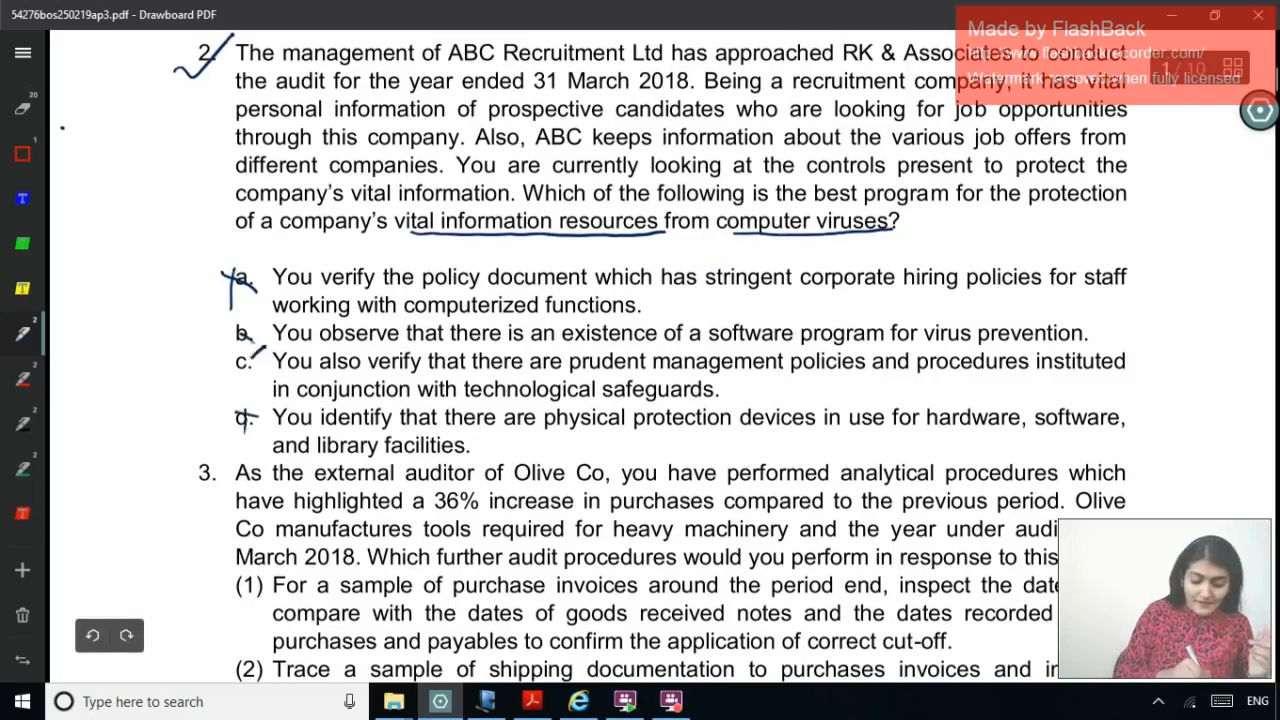 54276bos250219ap3.pdf - Drawboard PDF
Made by FlashBack
2. The management of ABC Recruitment Ltd has approached RK & Associates to conduct
the audit for the year ended 31 March 2018. Being a recruitment company, it has vital
Watermark removed when fully licensed
1 / 10
personal information of prospective candidates who are looking for job opportunities
through this company. Also, ABC keeps information about the various job offers from
different companies. You are currently looking at the controls present to protect the
company's vital information. Which of the following is the best program for the protection
of a company's vital information resources from computer viruses?
a. You verify the policy document which has stringent corporate hiring policies for staff
working with computerized functions.
b. You observe that there is an existence of a software program for virus prevention.
c. You also verify that there are prudent management policies and procedures instituted
in conjunction with technological safeguards.
d. You identify that there are physical protection devices in use for hardware, software,
and library facilities.
3. As the external auditor of Olive Co, you have performed analytical procedures which
have highlighted a 36% increase in purchases compared to the previous period. Olive
Co manufactures tools required for heavy machinery and the year under
March 2018. Which further audit procedures would you perform in response to this
(1) For a sample of purchase invoices around the period end, inspect the
compare with the dates of goods received notes and the dates recorded
purchases and payables to confirm the application of correct cut-off.
(2) Trace a sample of shipping documentation to purchases invoices and
Type here to search
ENG